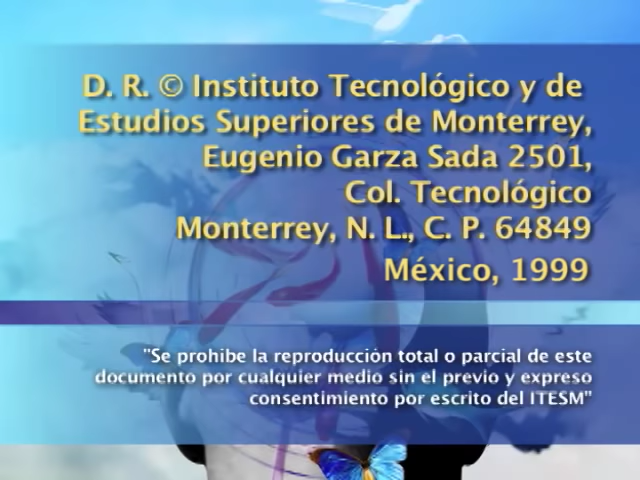 D. R. © Instituto Tecnológico y de
Estudios Superiores de Monterrey,
Eugenio Garza Sada 2501,
Col. Tecnológico
Monterrey, N. L., C. P. 64849
México, 1999
"Se prohibe la reproducción total o parcial de este
documento por cualquier medio sin el previo y expreso
consentimiento por escrito del ITESM"